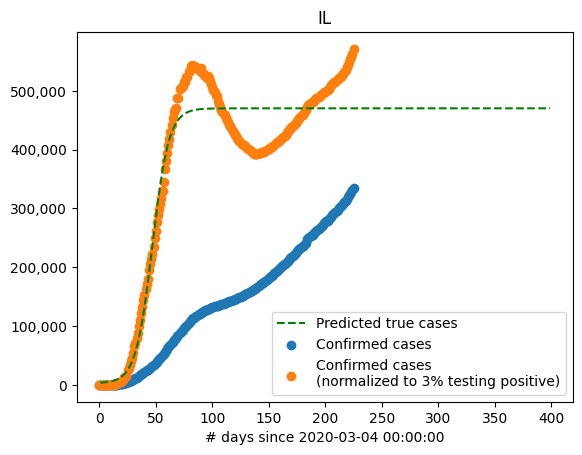 IL
500,000
400,000
300,000
200,000
100,000
0
0 50 100 150 200 250 300 350 400
# days since 2020-03-04 00:00:00
Predicted true cases
Confirmed cases
Confirmed cases
(normalized to 3% testing positive)